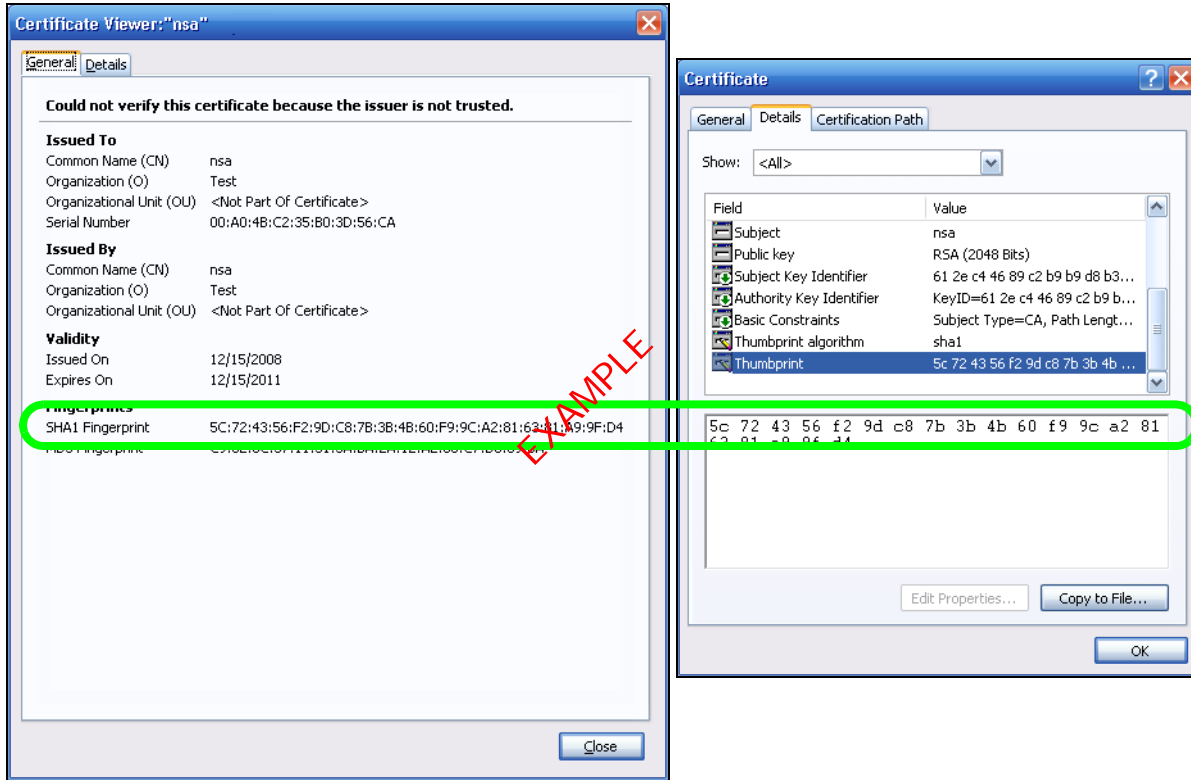 Certificate Viewer:"nsa"
General Details
Could not verify this certificate because the issuer is not trusted.
Issued To
Common Name (CN) nsa
Organization (O) Test
Organizational Unit (OU) <Not Part Of Certificate>
Serial Number 00:A0:4B:C2:35:B0:3D:56:CA
Issued By
Common Name (CN) nsa
Organization (O) Test
Organizational Unit (OU) <Not Part Of Certificate>
Validity
Issued On 12/15/2008
Expires On 12/15/2011
Fingerprints
SHA1 Fingerprint 5C:72:43:56:F2:9D:C8:7B:3B:4B:60:F9:9C:A2:81:63:81:A9:9F:D4
MD5 Fingerprint
Close
EXAMPLE
Certificate
General Details Certification Path
Show: <All>
Field Value
Subject nsa
Public key RSA (2048 Bits)
Subject Key Identifier 61 2e c4 46 89 c2 b9 b9 d8 b3...
Authority Key Identifier KeyID=61 2e c4 46 89 c2 b9 b...
Basic Constraints Subject Type=CA, Path Lengt...
Thumbprint algorithm sha1
Thumbprint 5c 72 43 56 f2 9d c8 7b 3b 4b ...
5c 72 43 56 f2 9d c8 7b 3b 4b 60 f9 9c a2 81
63 81 a9 9f d4
Edit Properties... Copy to File...
OK